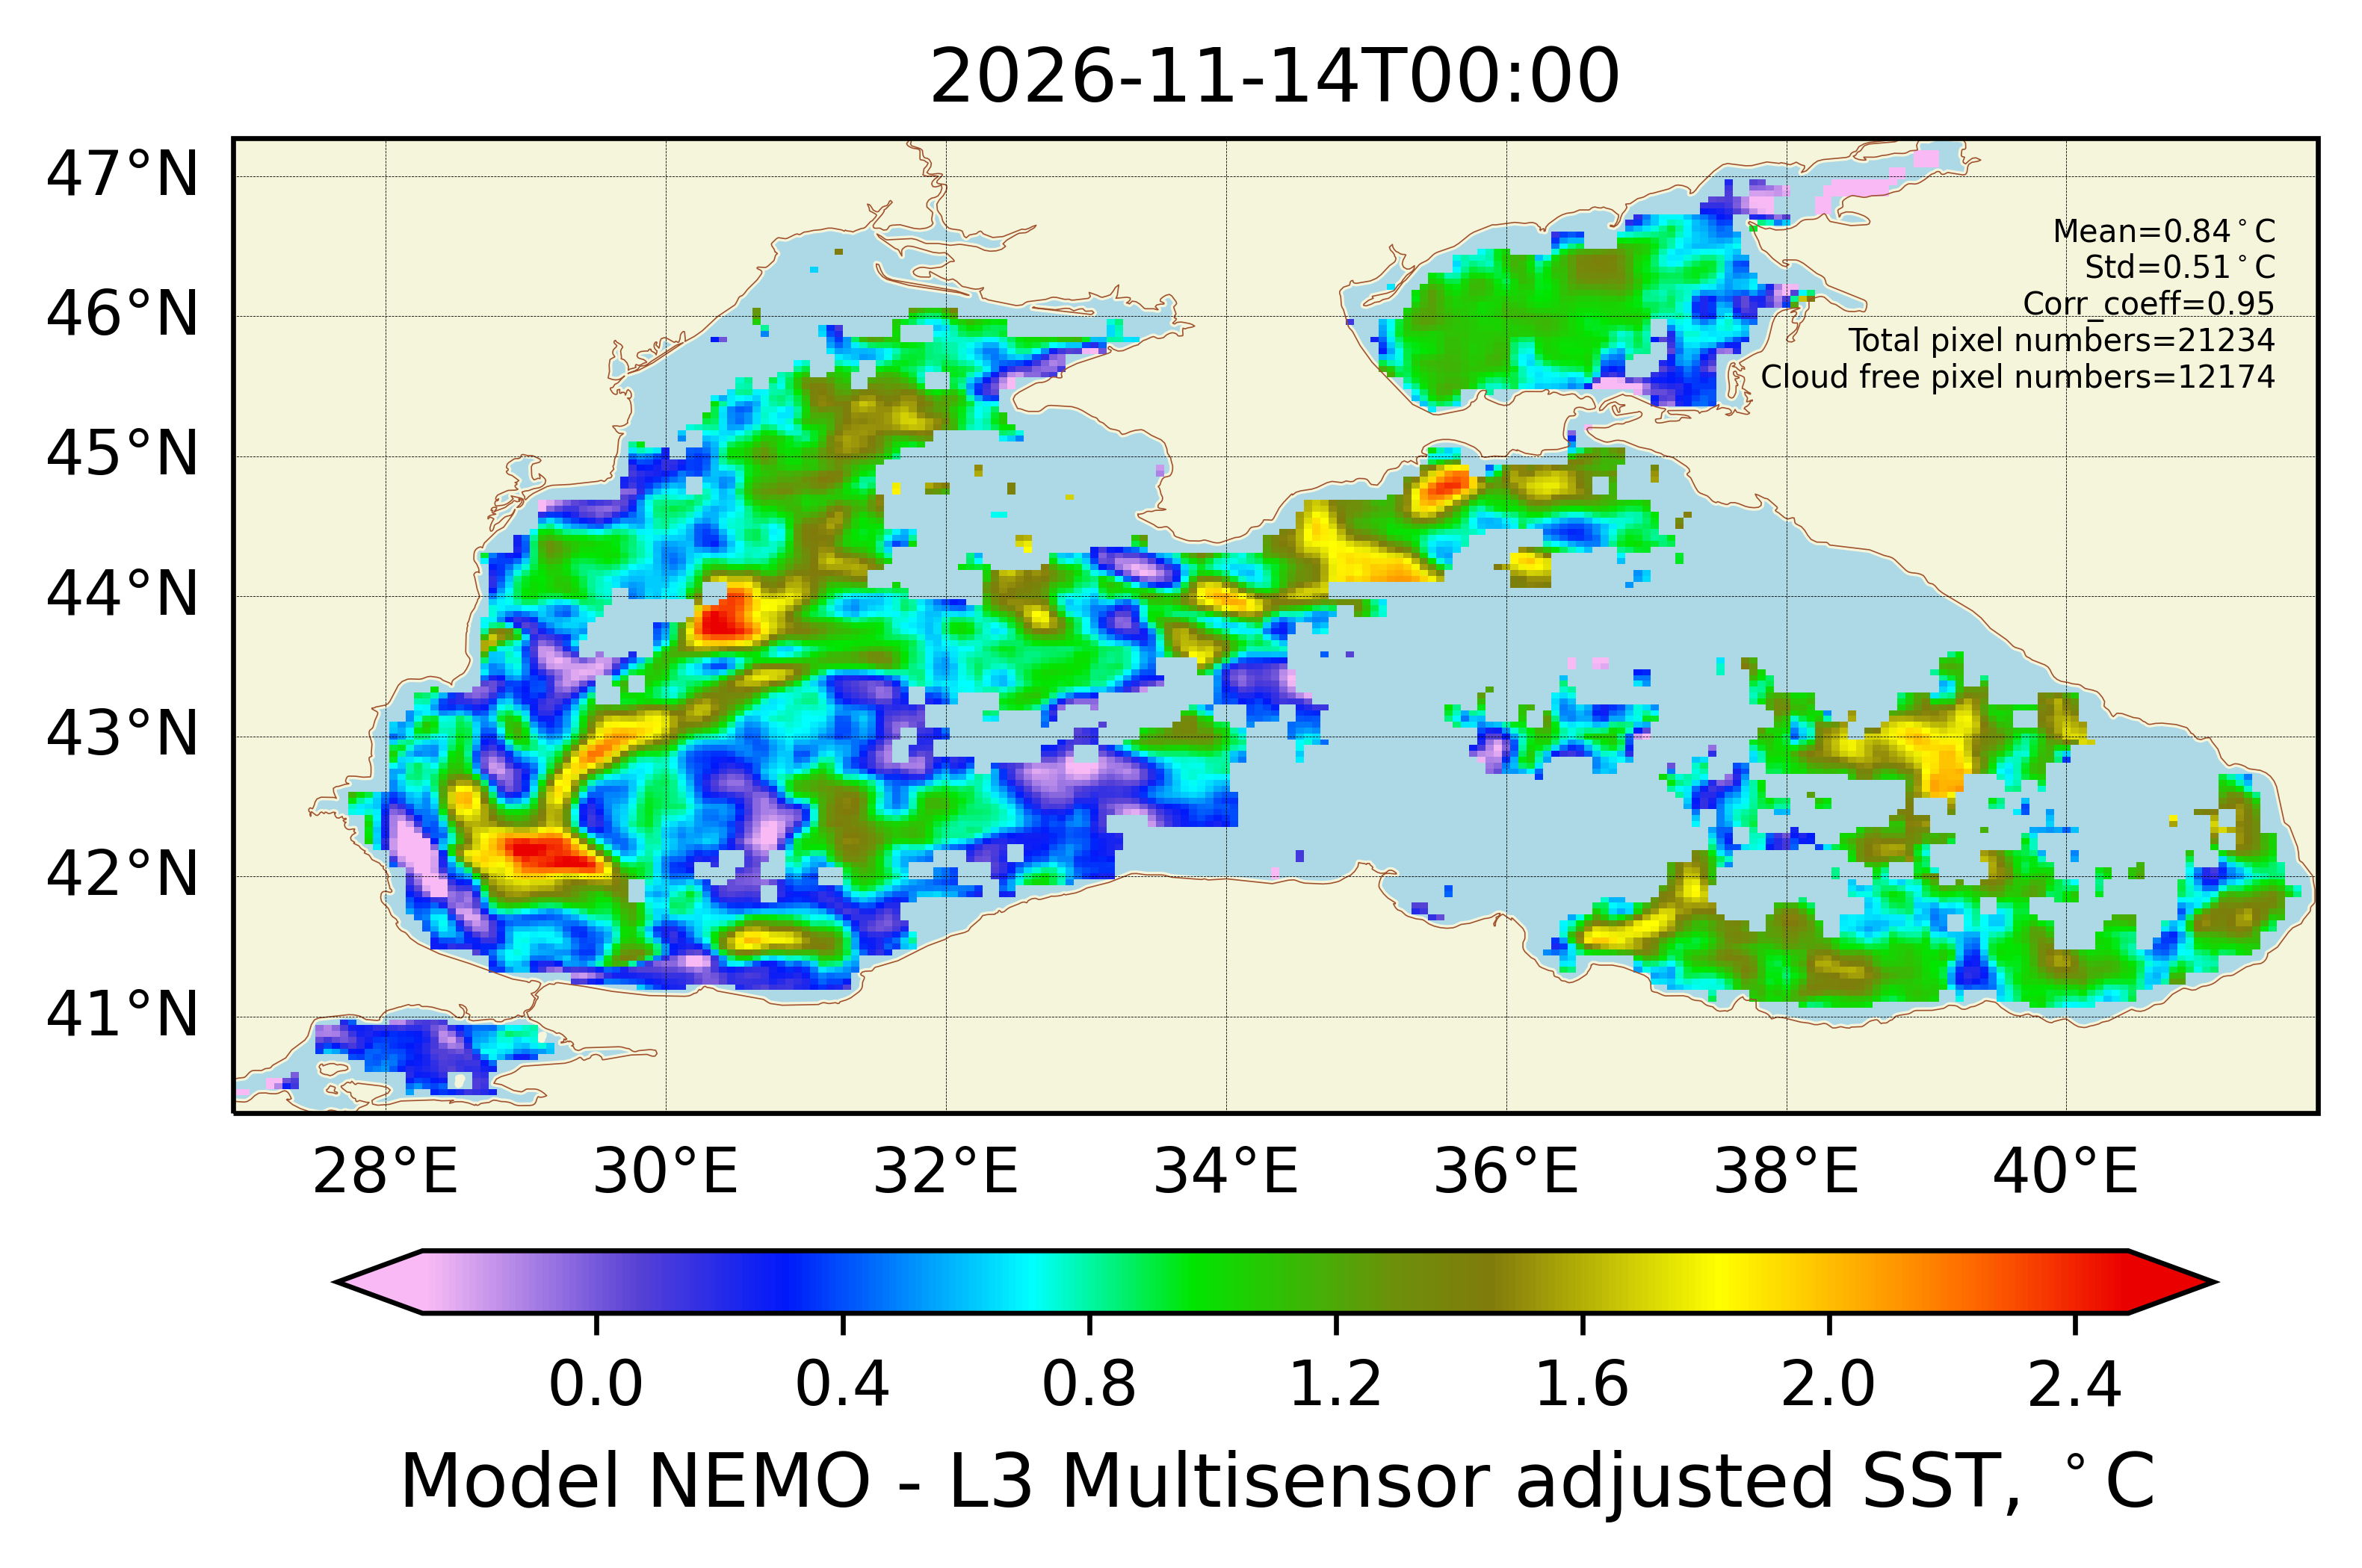 2026-11-14T00:00
47°N
46°N
45°N
44°N
43°N
42°N
41°N
Mean=0.84°C
Std=0.51°C
Corr_coeff=0.95
Total pixel numbers=21234
Cloud free pixel numbers=12174
28°E 30°E 32°E 34°E 36°E 38°E 40°E
0.0 0.4 0.8 1.2 1.6 2.0 2.4
Model NEMO - L3 Multisensor adjusted SST, °C